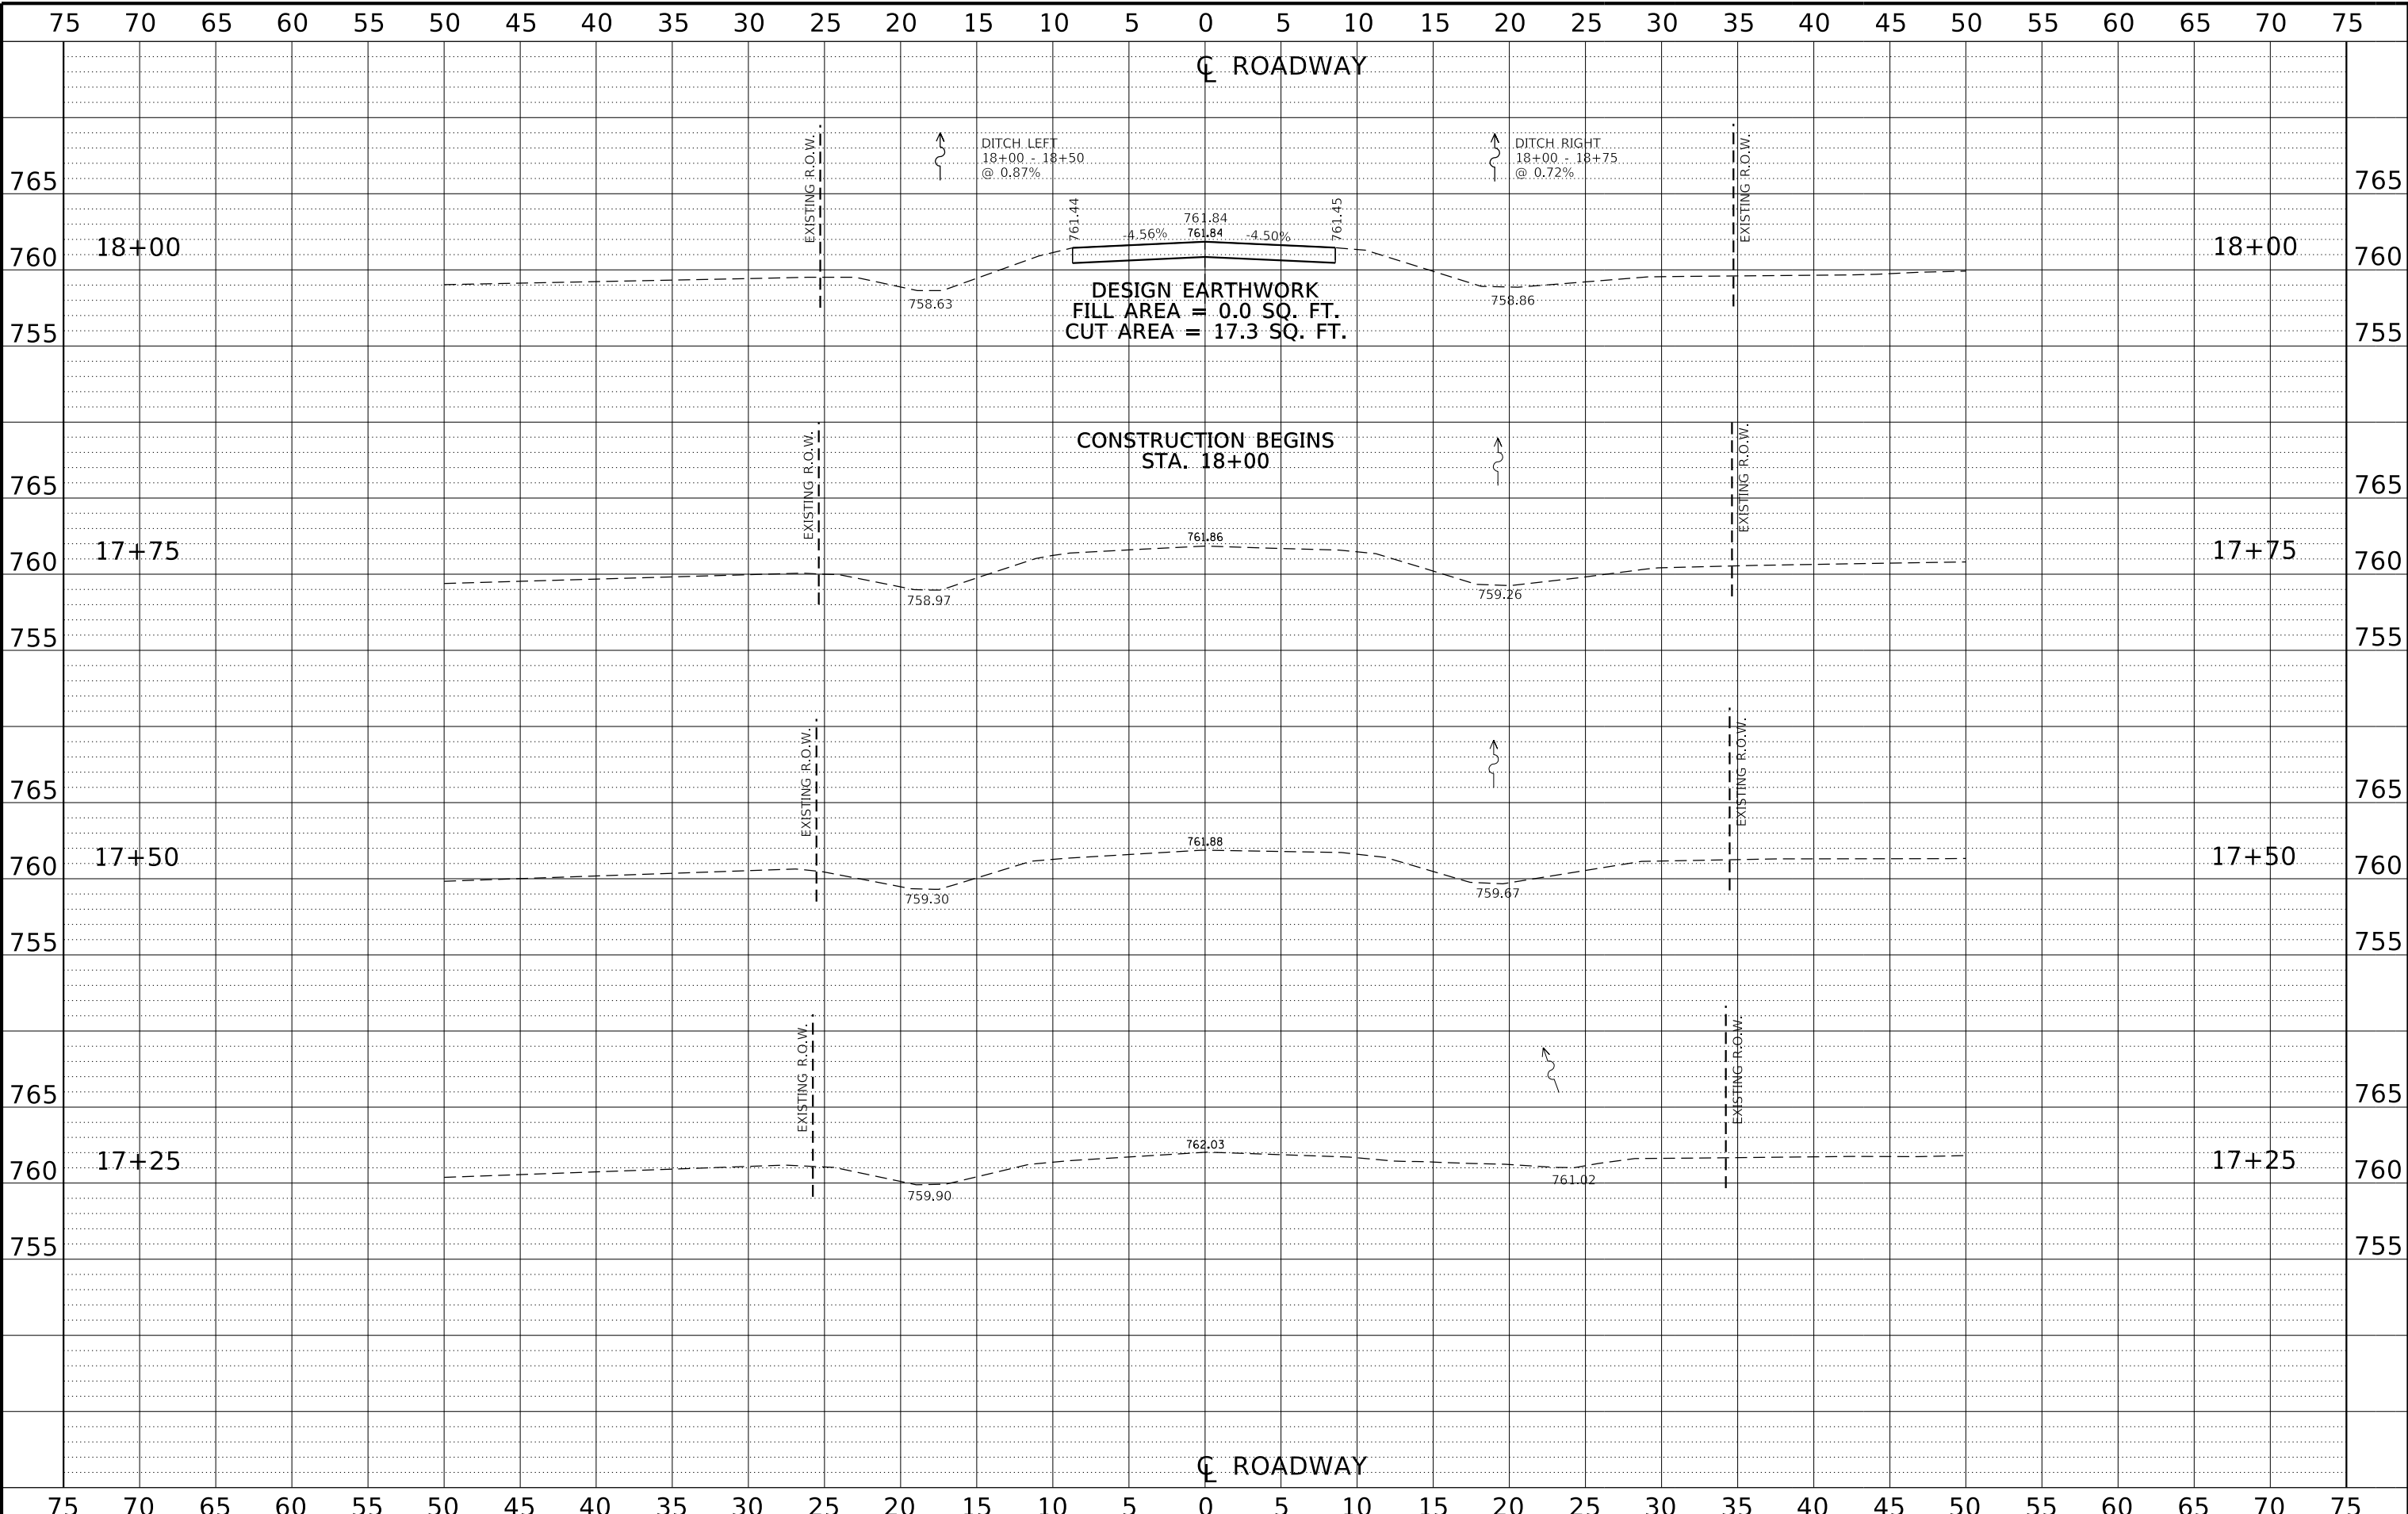 75 70 65 60 55 50 45 40 35 30 25 20 15 10 5 0 5 10 15 20 25 30 35 40 45 50 55 60 65 70 75
℄ ROADWAY
EXISTING R.O.W.
DITCH LEFT
18+00 - 18+50
@ 0.87%
DITCH RIGHT
18+00 - 18+75
@ 0.72%
EXISTING R.O.W.
765 765
761.44 761.84 761.45
-4.56% 761.84 -4.50%
760 18+00 18+00 760
758.63 758.86
DESIGN EARTHWORK
FILL AREA = 0.0 SQ. FT.
CUT AREA = 17.3 SQ. FT.
755 755
EXISTING R.O.W. EXISTING R.O.W.
CONSTRUCTION BEGINS
STA. 18+00
765 765
761.86
760 17+75 17+75 760
758.97 759.26
755 755
EXISTING R.O.W. EXISTING R.O.W.
765 765
761.88
760 17+50 17+50 760
759.30 759.67
755 755
EXISTING R.O.W. EXISTING R.O.W.
765 765
762.03
760 17+25 17+25 760
759.90 761.02
755 755
℄ ROADWAY
75 70 65 60 55 50 45 40 35 30 25 20 15 10 5 0 5 10 15 20 25 30 35 40 45 50 55 60 65 70 75